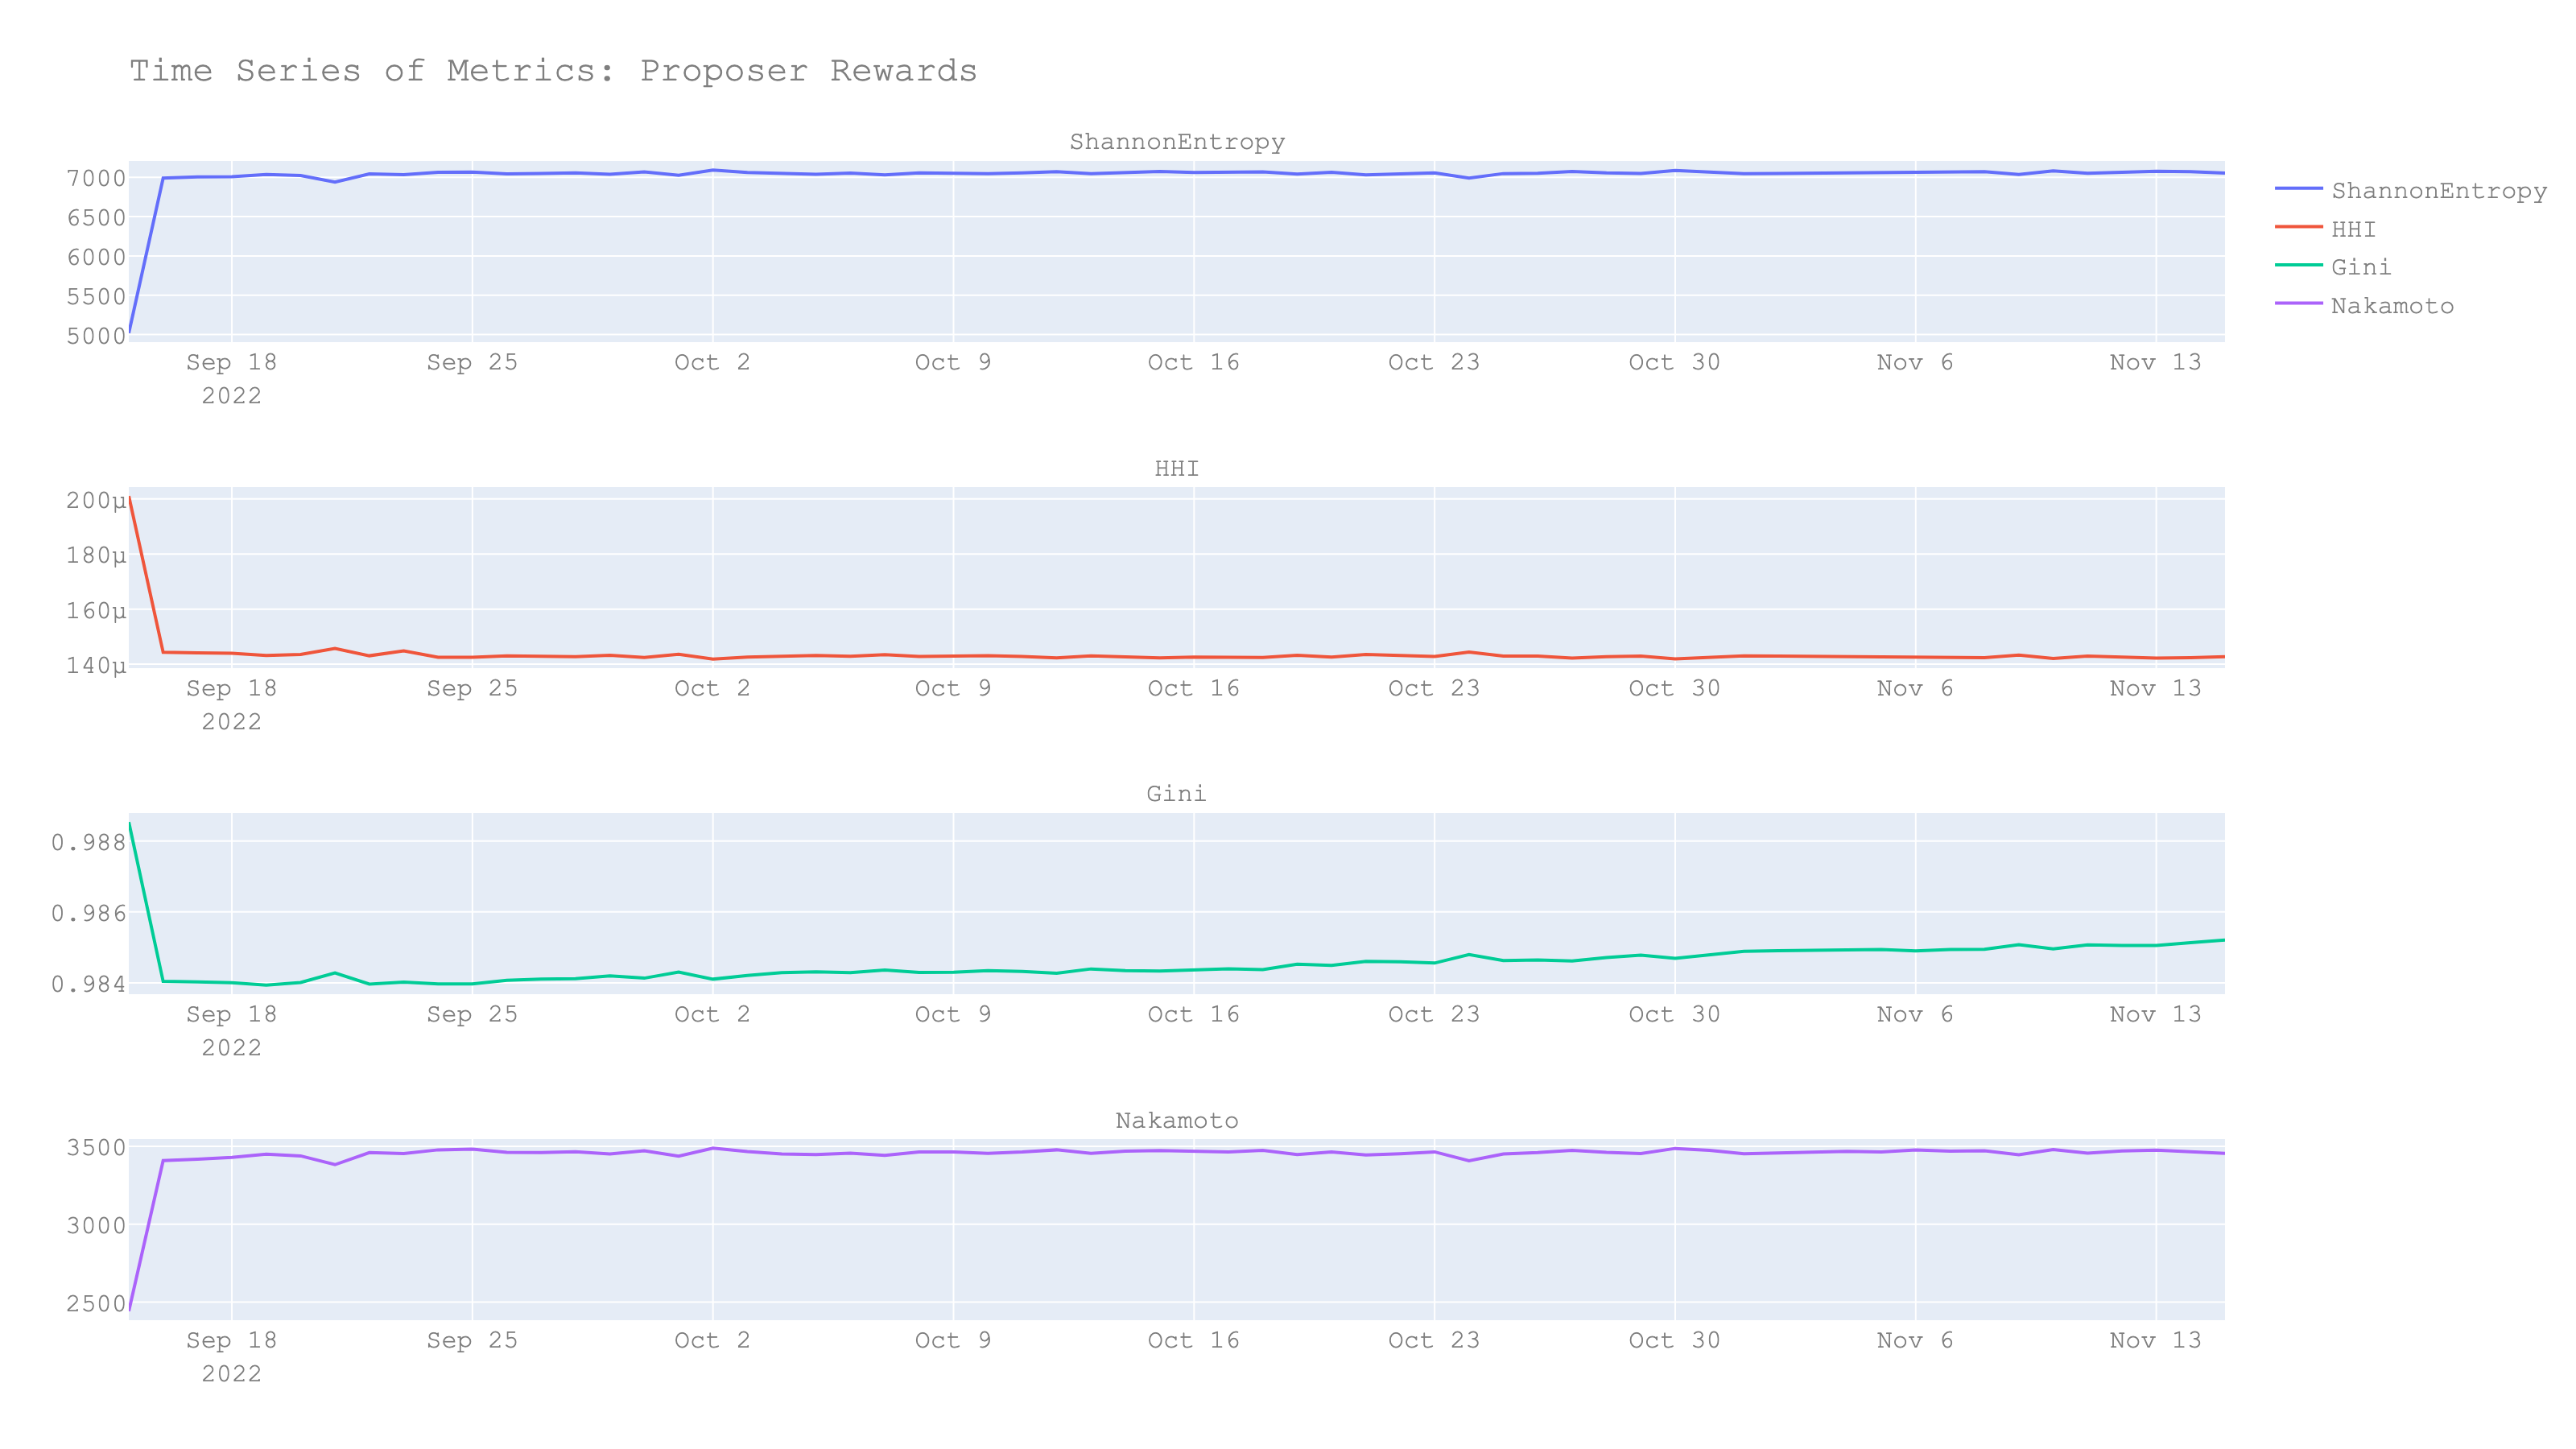 Time Series of Metrics: Proposer Rewards
ShannonEntropy
7000
6500
6000
5500
5000
Sep 18 Sep 25 Oct 2 Oct 9 Oct 16 Oct 23 Oct 30 Nov 6 Nov 13
2022
ShannonEntropy
HHI
Gini
Nakamoto
HHI
200μ
180μ
160μ
140μ
Sep 18 Sep 25 Oct 2 Oct 9 Oct 16 Oct 23 Oct 30 Nov 6 Nov 13
2022
Gini
0.988
0.986
0.984
Sep 18 Sep 25 Oct 2 Oct 9 Oct 16 Oct 23 Oct 30 Nov 6 Nov 13
2022
Nakamoto
3500
3000
2500
Sep 18 Sep 25 Oct 2 Oct 9 Oct 16 Oct 23 Oct 30 Nov 6 Nov 13
2022